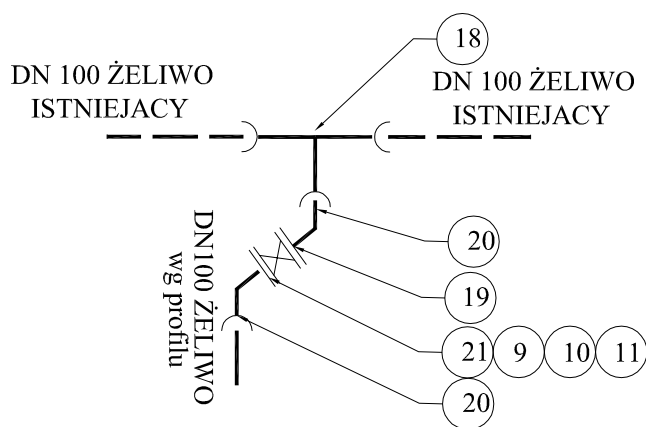 18
DN 100 ŻELIWO
ISTNIEJACY
DN 100 ŻELIWO
ISTNIEJACY
DN100 ŻELIWO
wg profilu
20
19
21 9 10 11
20